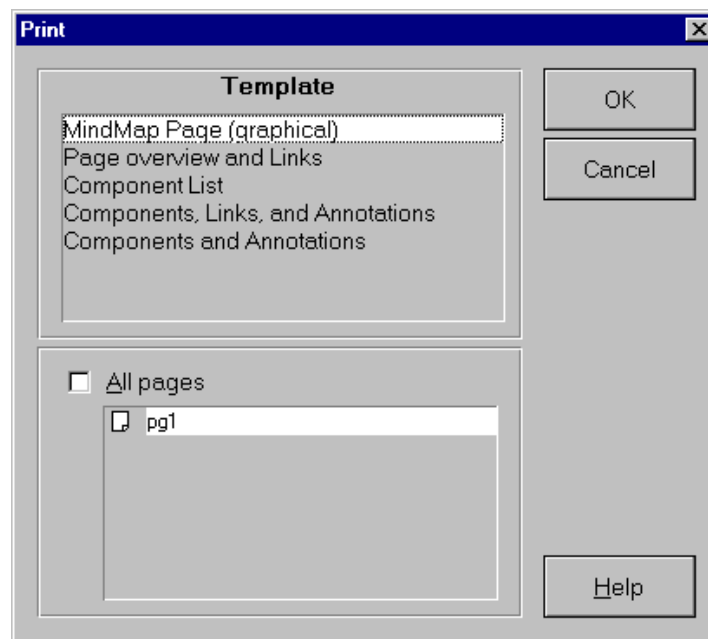 Print
Template
MindMap Page (graphical)
Page overview and Links
Component List
Components, Links, and Annotations
Components and Annotations
OK
Cancel
All pages
pg1
Help